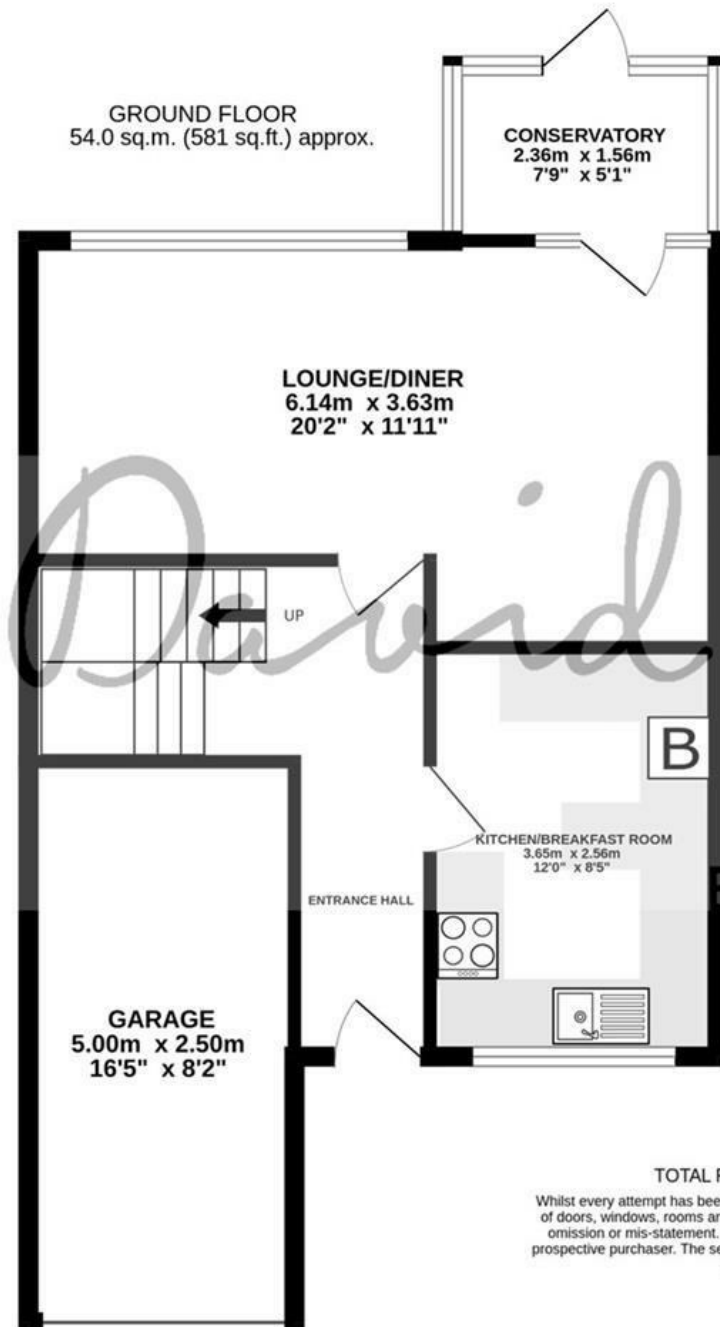 GROUND FLOOR
54.0 sq.m. (581 sq.ft.) approx.
CONSERVATORY
2.36m x 1.56m
7'9" x 5'1"
LOUNGE/DINER
6.14m x 3.63m
20'2" x 11'11"
David
UP
B
KITCHEN/BREAKFAST ROOM
3.65m x 2.56m
12'0" x 8'5"
ENTRANCE HALL
GARAGE
5.00m x 2.50m
16'5" x 8'2"
TOTAL
Whilst every attempt has bee
of doors, windows, rooms
omission or mis-statement.
prospective purchaser. The